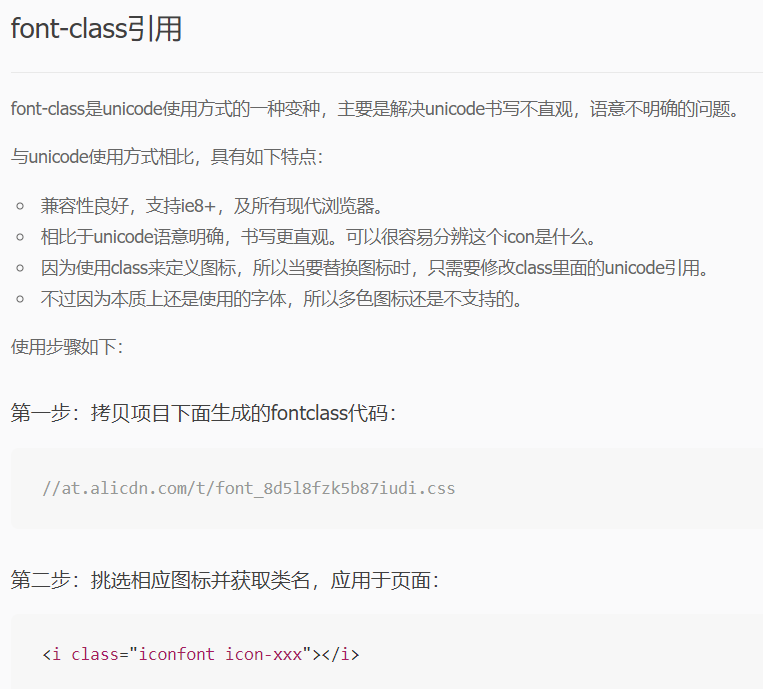 font-class引用
font-class是unicode使用方式的一种变种，主要是解决unicode书写不直观，语意不明确的问题。
与unicode使用方式相比，具有如下特点：
兼容性良好，支持ie8+，及所有现代浏览器。
相比于unicode语意明确，书写更直观。可以很容易分辨这个icon是什么。
因为使用class来定义图标，所以当要替换图标时，只需要修改class里面的unicode引用。
不过因为本质上还是使用的字体，所以多色图标还是不支持的。
使用步骤如下：
第一步：拷贝项目下面生成的fontclass代码：
//at.alicdn.com/t/font_8d5l8fzk5b87iudi.css
第二步：挑选相应图标并获取类名，应用于页面：
<i class="iconfont icon-xxx"></i>